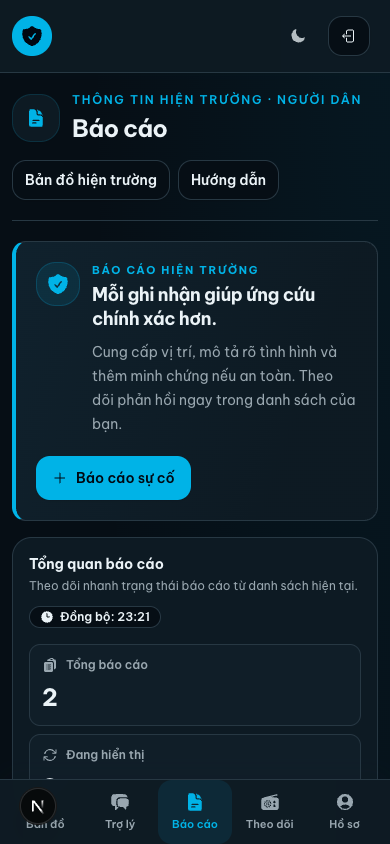 THÔNG TIN HIỆN TRƯỜNG · NGƯỜI DÂN
Báo cáo
Bản đồ hiện trường
Hướng dẫn
BÁO CÁO HIỆN TRƯỜNG
Mỗi ghi nhận giúp ứng cứu
chính xác hơn.
Cung cấp vị trí, mô tả rõ tình hình và
thêm minh chứng nếu an toàn. Theo
dõi phản hồi ngay trong danh sách của
bạn.
Báo cáo sự cố
Tổng quan báo cáo
Theo dõi nhanh trạng thái báo cáo từ danh sách hiện tại.
Đồng bộ: 23:21
Tổng báo cáo
2
Đang hiển thị
N
Bản đồ
Trợ lý
Báo cáo
Theo dõi
Hồ sơ